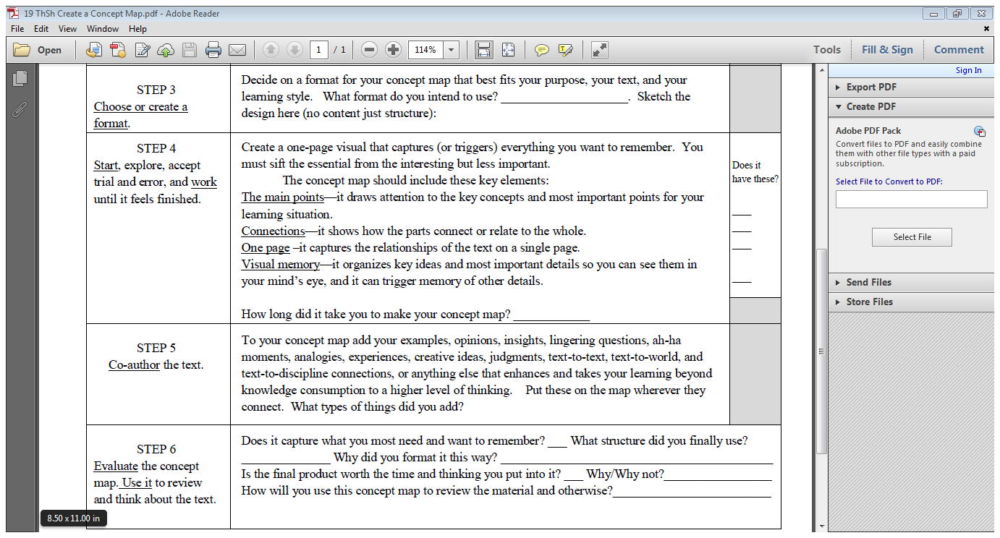 19 ThSh Create a Concept Map.pdf - Adobe Reader
File Edit View Window Help
Open 1 / 1 114% Tools Fill & Sign Comment
Sign In
Export PDF
Create PDF
Adobe PDF Pack
Convert files to PDF and easily combine
them with other file types with a paid
subscription.
Select File to Convert to PDF:
Select File
Send Files
Store Files
STEP 3
Choose or create a
format.
Decide on a format for your concept map that best fits your purpose, your text, and your
learning style. What format do you intend to use? ____________________. Sketch the
design here (no content just structure):
STEP 4
Start, explore, accept
trial and error, and work
until it feels finished.
Create a one-page visual that captures (or triggers) everything you want to remember. You
must sift the essential from the interesting but less important.
The concept map should include these key elements:
The main points—it draws attention to the key concepts and most important points for your
learning situation.
Connections—it shows how the parts connect or relate to the whole.
One page –it captures the relationships of the text on a single page.
Visual memory—it organizes key ideas and most important details so you can see them in
your mind's eye, and it can trigger memory of other details.
How long did it take you to make your concept map? ____________
Does it
have these?
___
___
___
___
STEP 5
Co-author the text.
To your concept map add your examples, opinions, insights, lingering questions, ah-ha
moments, analogies, experiences, creative ideas, judgments, text-to-text, text-to-world, and
text-to-discipline connections, or anything else that enhances and takes your learning beyond
knowledge consumption to a higher level of thinking. Put these on the map wherever they
connect. What types of things did you add?
STEP 6
Evaluate the concept
map. Use it to review
and think about the text.
Does it capture what you most need and want to remember? ___ What structure did you finally use?
______________ Why did you format it this way? ___________________________________________
Is the final product worth the time and thinking you put into it? ___ Why/Why not?_________________
How will you use this concept map to review the material and otherwise?_________________________
8.50 x 11.00 in